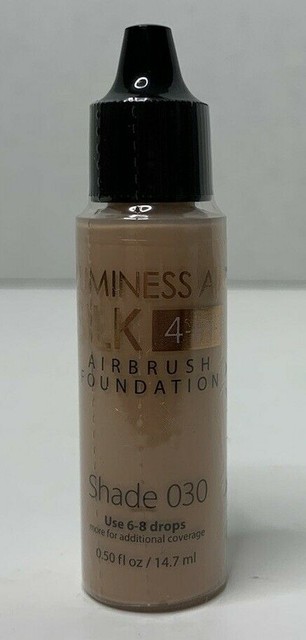 MINESS A
LK 4-
AIRBRUSH
FOUNDATION
Shade 030
Use 6-8 drops
more for additional coverage
0.50 fl oz / 14.7 ml